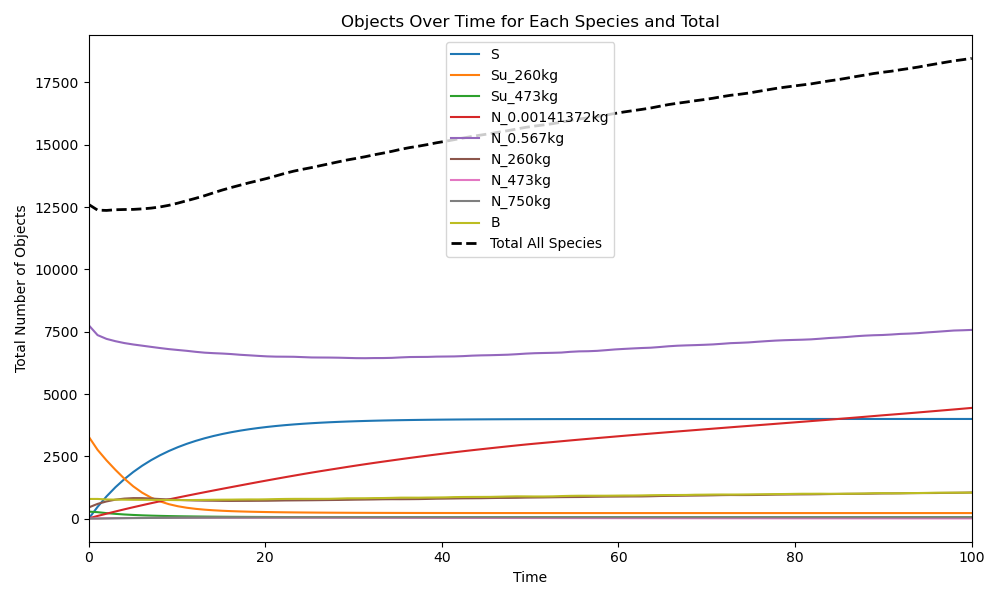 Objects Over Time for Each Species and Total
Total Number of Objects
17500
15000
12500
10000
7500
5000
2500
0
S
Su_260kg
Su_473kg
N_0.00141372kg
N_0.567kg
N_260kg
N_473kg
N_750kg
B
Total All Species
0 20 40 60 80 100
Time